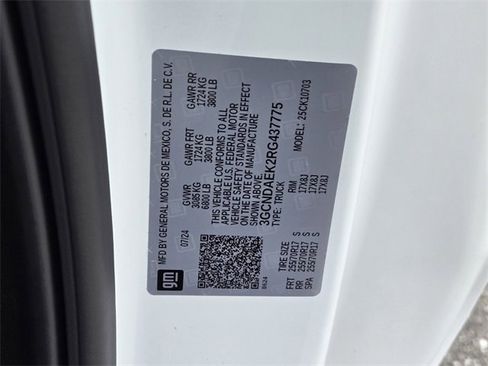 MFD BY GENERAL MOTORS DE MEXICO, S. DE R.L. DE C.V.
07/24
GVWR
3085 KG
6800 LB
GAWR FRT
1724 KG
3800 LB
GAWR RR
1724 KG
3800 LB
THIS VEHICLE CONFORMS TO ALL
APPLICABLE U.S. FEDERAL MOTOR
VEHICLE SAFETY STANDARDS IN EFFECT
ON THE DATE OF MANUFACTURE
SHOWN ABOVE.
3GCNDAEK2RG437775
TYPE: TRUCK
25CK10703
TIRE SIZE RIM
FRT 255/70R17 S 17X8J
RR 255/70R17 S 17X8J
SPA 255/70R17 S 17X8J
gm